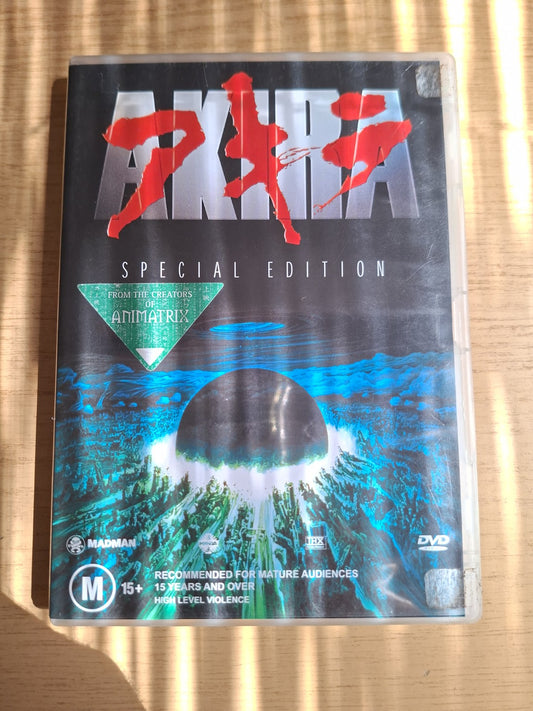 AKIRA
アキラ
SPECIAL EDITION
FROM THE CREATORS
OF
ANIMATRIX
MADMAN
THX
DVD
M 15+
RECOMMENDED FOR MATURE AUDIENCES
15 YEARS AND OVER
HIGH LEVEL VIOLENCE